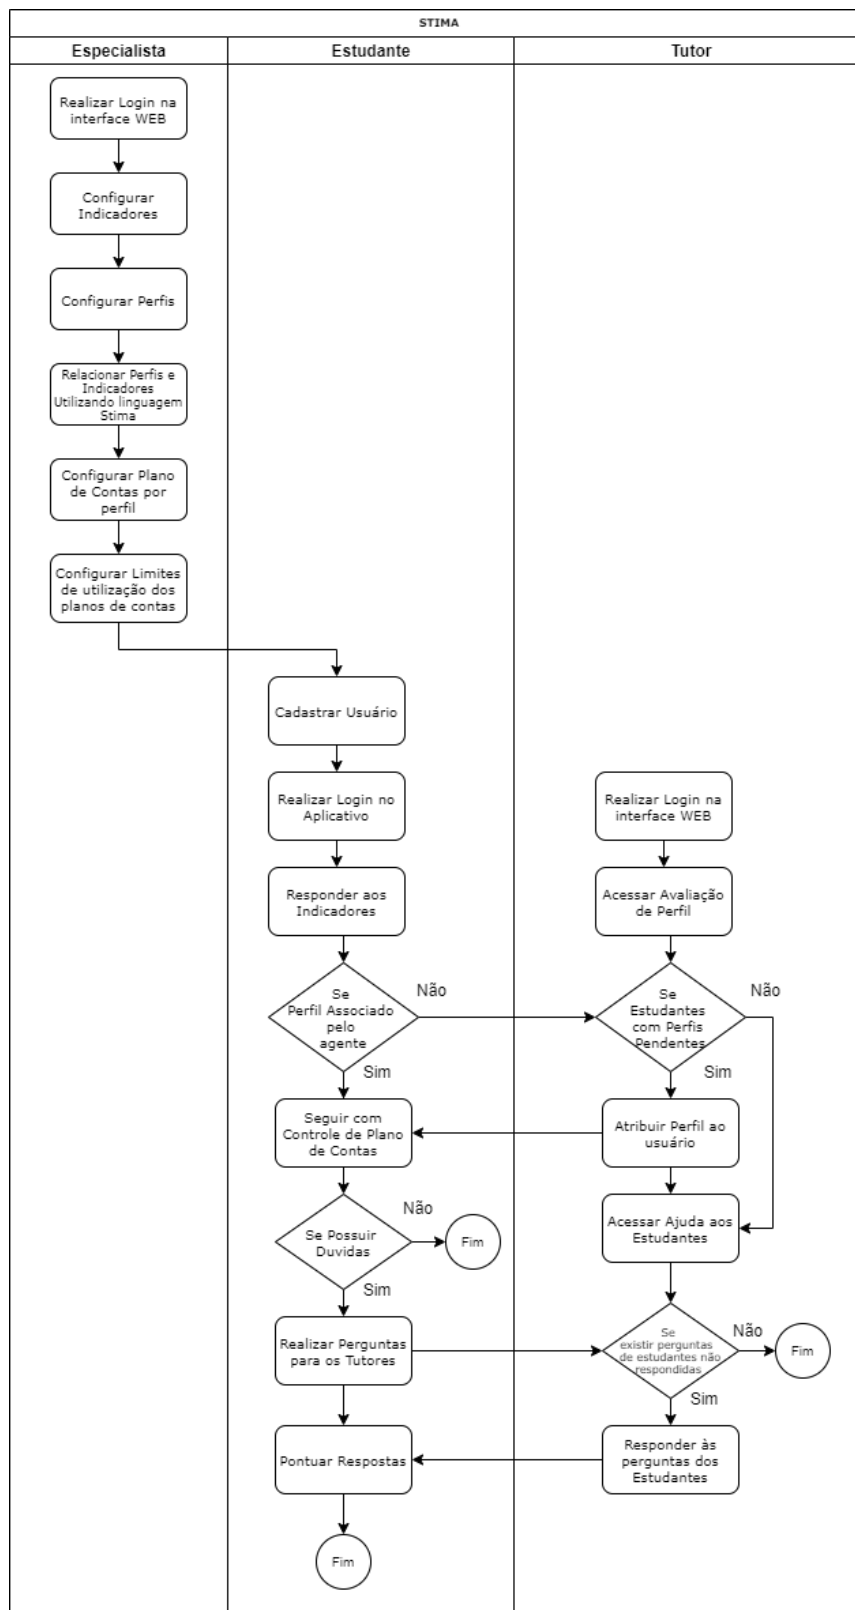 STIMA
Especialista
Estudante
Tutor
Realizar Login na
interface WEB
Configurar
Indicadores
Configurar Perfis
Relacionar Perfis e
Indicadores
Utilizando linguagem
Stima
Configurar Plano
de Contas por
perfil
Configurar Limites
de utilização dos
planos de contas
Cadastrar Usuário
Realizar Login no
Aplicativo
Realizar Login na
interface WEB
Responder aos
Indicadores
Acessar Avaliação
de Perfil
Se
Perfil Associado
pelo
agente
Não
Sim
Se
Estudantes
com Perfis
Pendentes
Não
Sim
Seguir com
Controle de Plano
de Contas
Atribuir Perfil ao
usuário
Se Possuir
Duvidas
Não
Fim
Sim
Acessar Ajuda aos
Estudantes
Realizar Perguntas
para os Tutores
Se
existir perguntas
de estudantes não
respondidas
Não
Fim
Sim
Pontuar Respostas
Responder às
perguntas dos
Estudantes
Fim